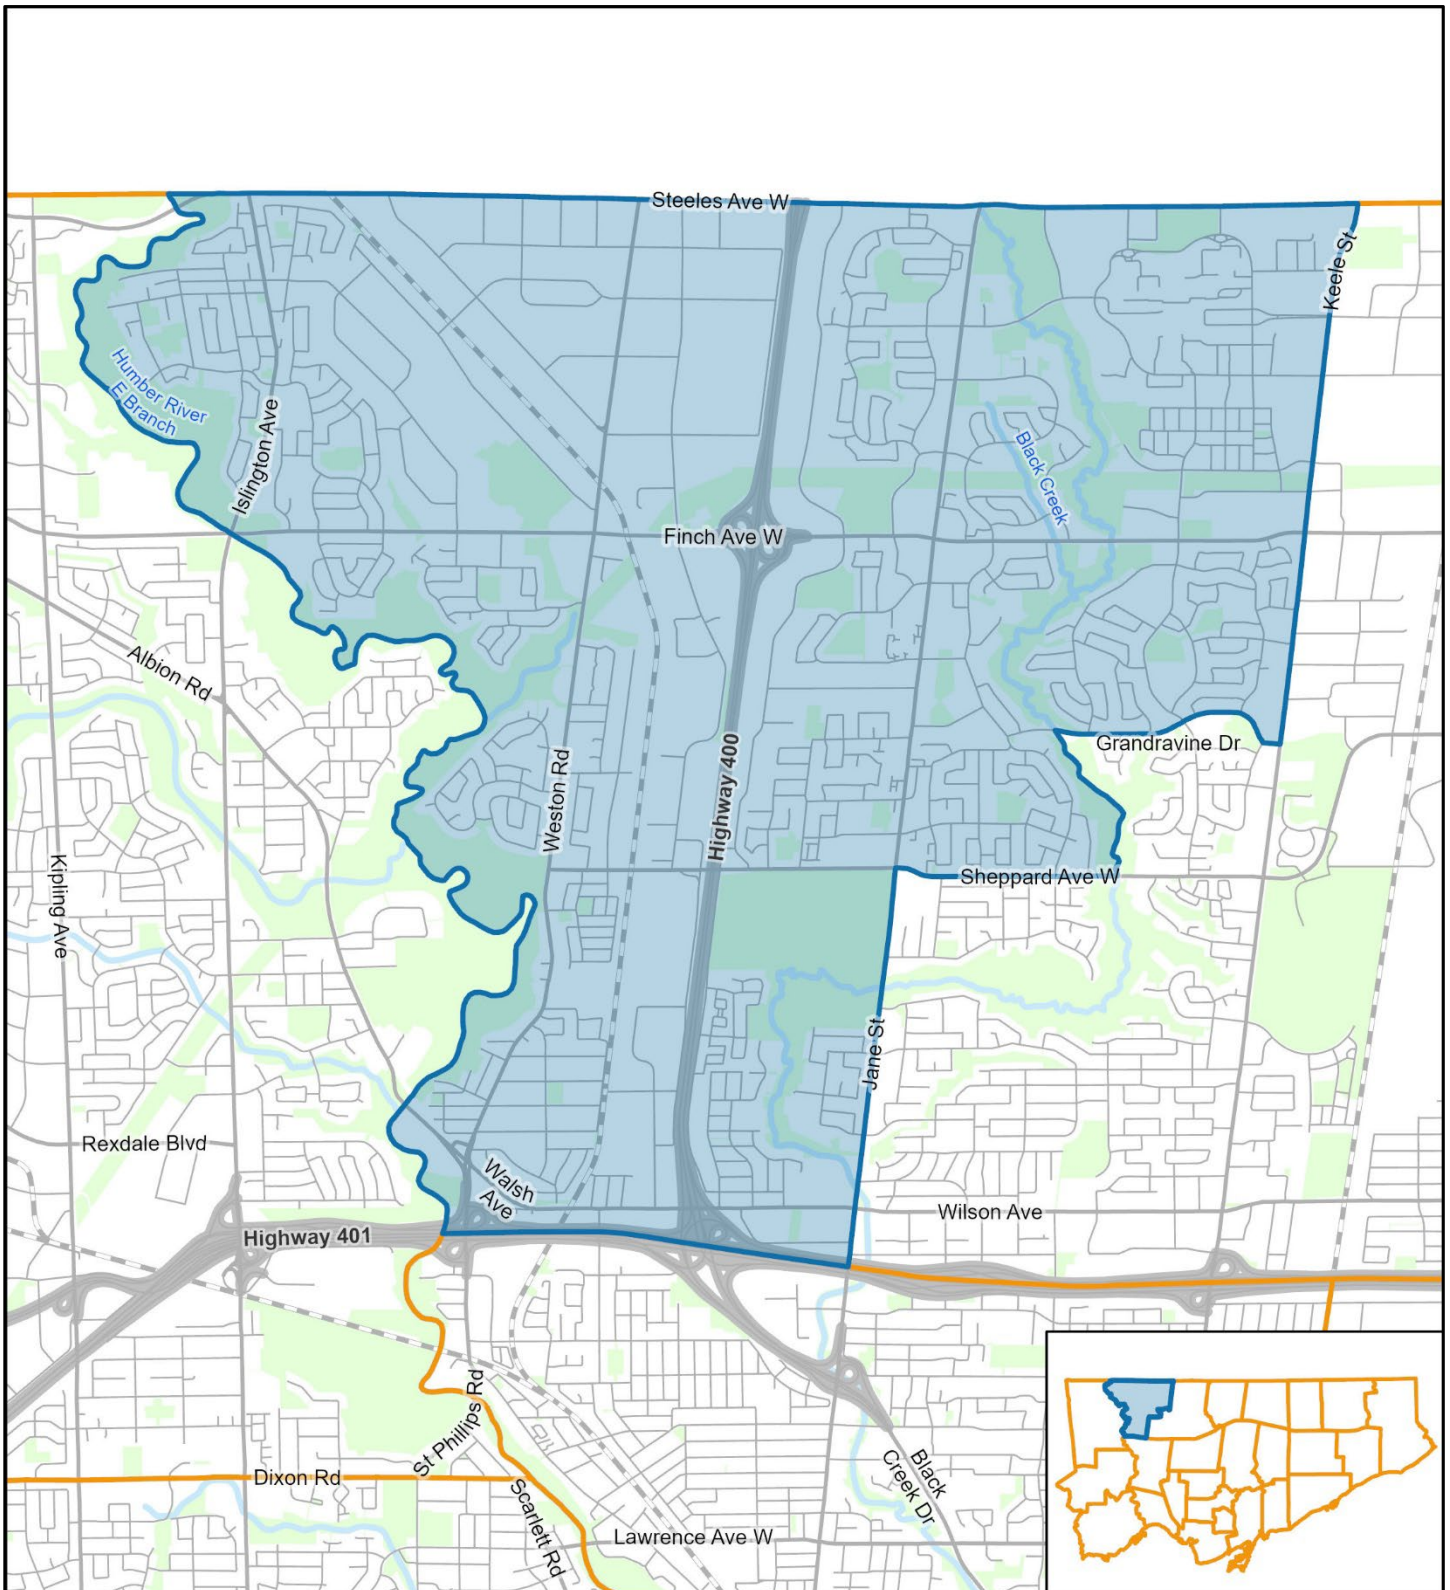 Steeles Ave W
Keele St
Humber River
E Branch
Islington Ave
Black Creek
Finch Ave W
Albion Rd
Grandravine Dr
Weston Rd
Highway 400
Kipling Ave
Sheppard Ave W
Jane St
Rexdale Blvd
Walsh
Ave
Wilson Ave
Highway 401
St Phillips Rd
Dixon Rd
Scarlett Rd
Black
Creek Dr
Lawrence Ave W